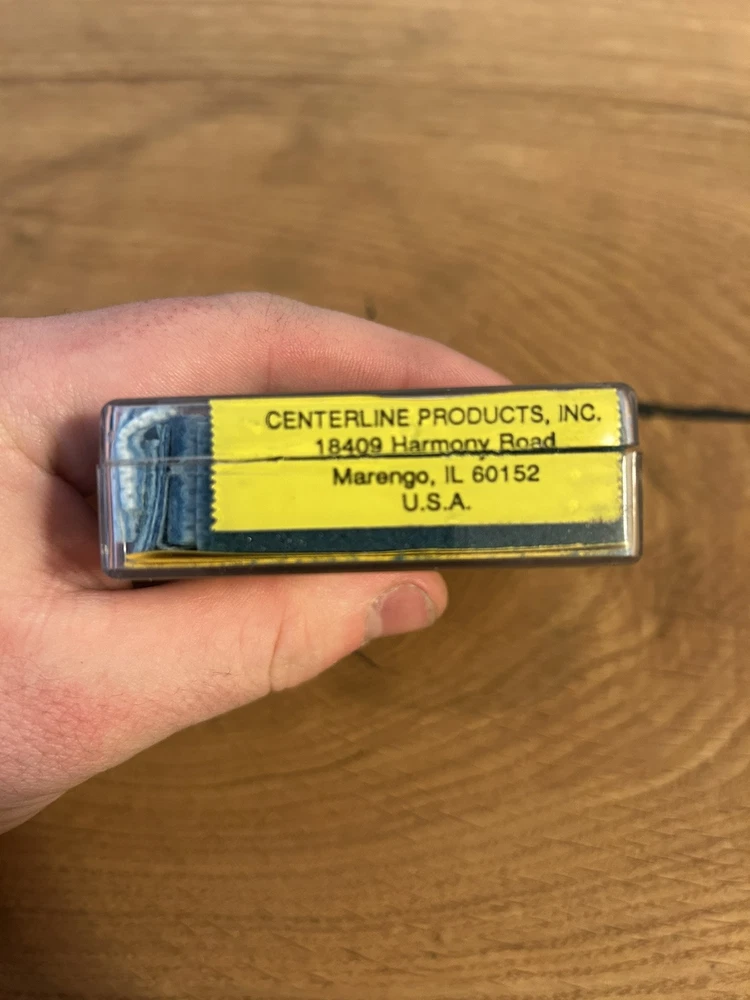 CENTERLINE PRODUCTS, INC.
18409 Harmony Road
Marengo, IL 60152
U.S.A.